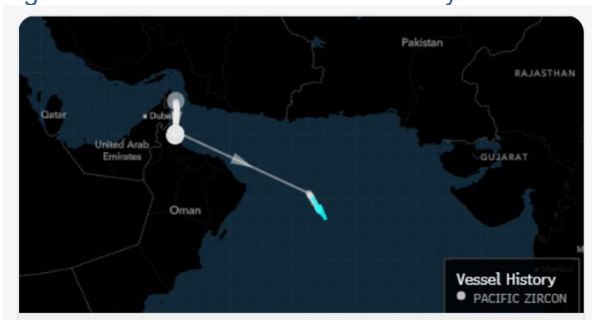 Pakistan
RAJASTHAN
Qatar
Dubai
United Arab
Emirates
GUJARAT
Oman
Vessel History
PACIFIC ZIRCON